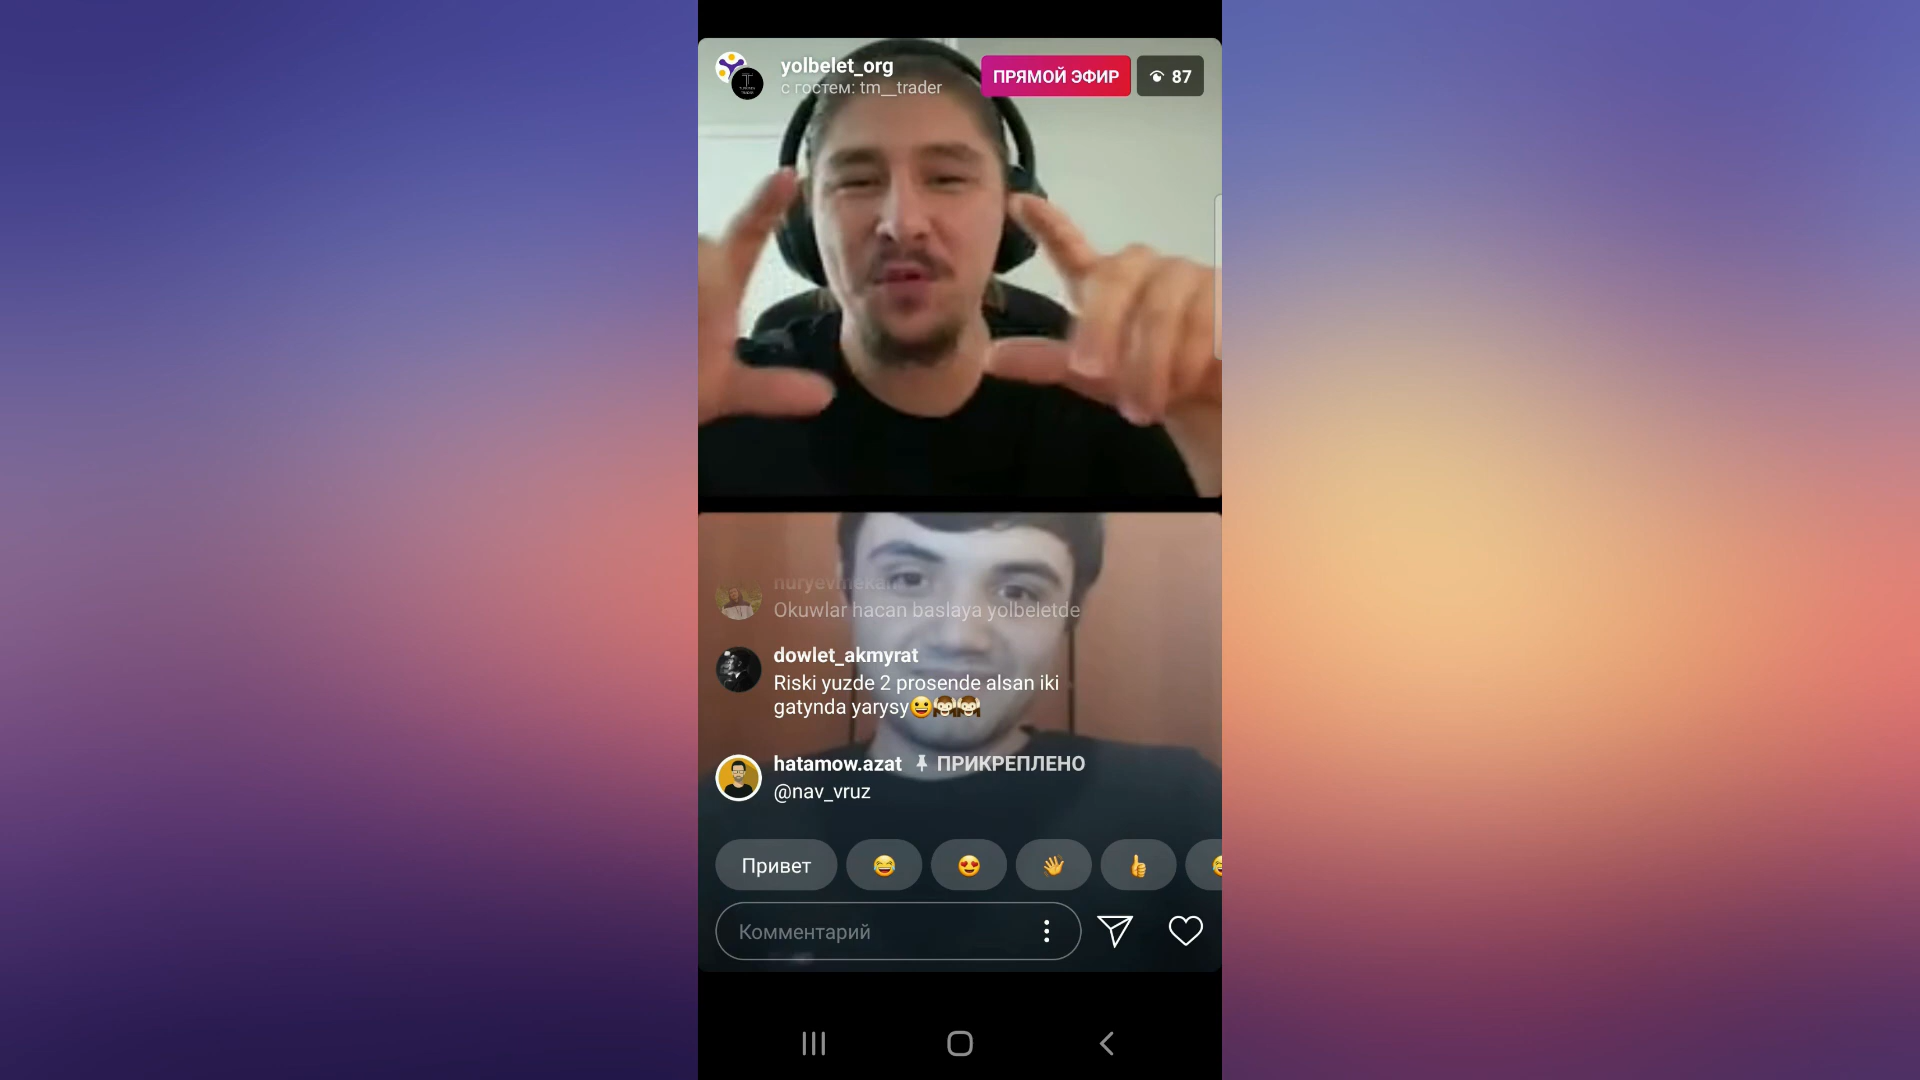 yolbelet_org
с гостем: tm__trader
ПРЯМОЙ ЭФИР
87
Okuwlar hacan baslaya yolbeletde
dowlet_akmyrat
Riski yuzde 2 prosende alsan iki
gatynda yarysy😀🙉🙉
hatamow.azat ПРИКРЕПЛЕНО
@nav_vruz
Привет
Комментарий